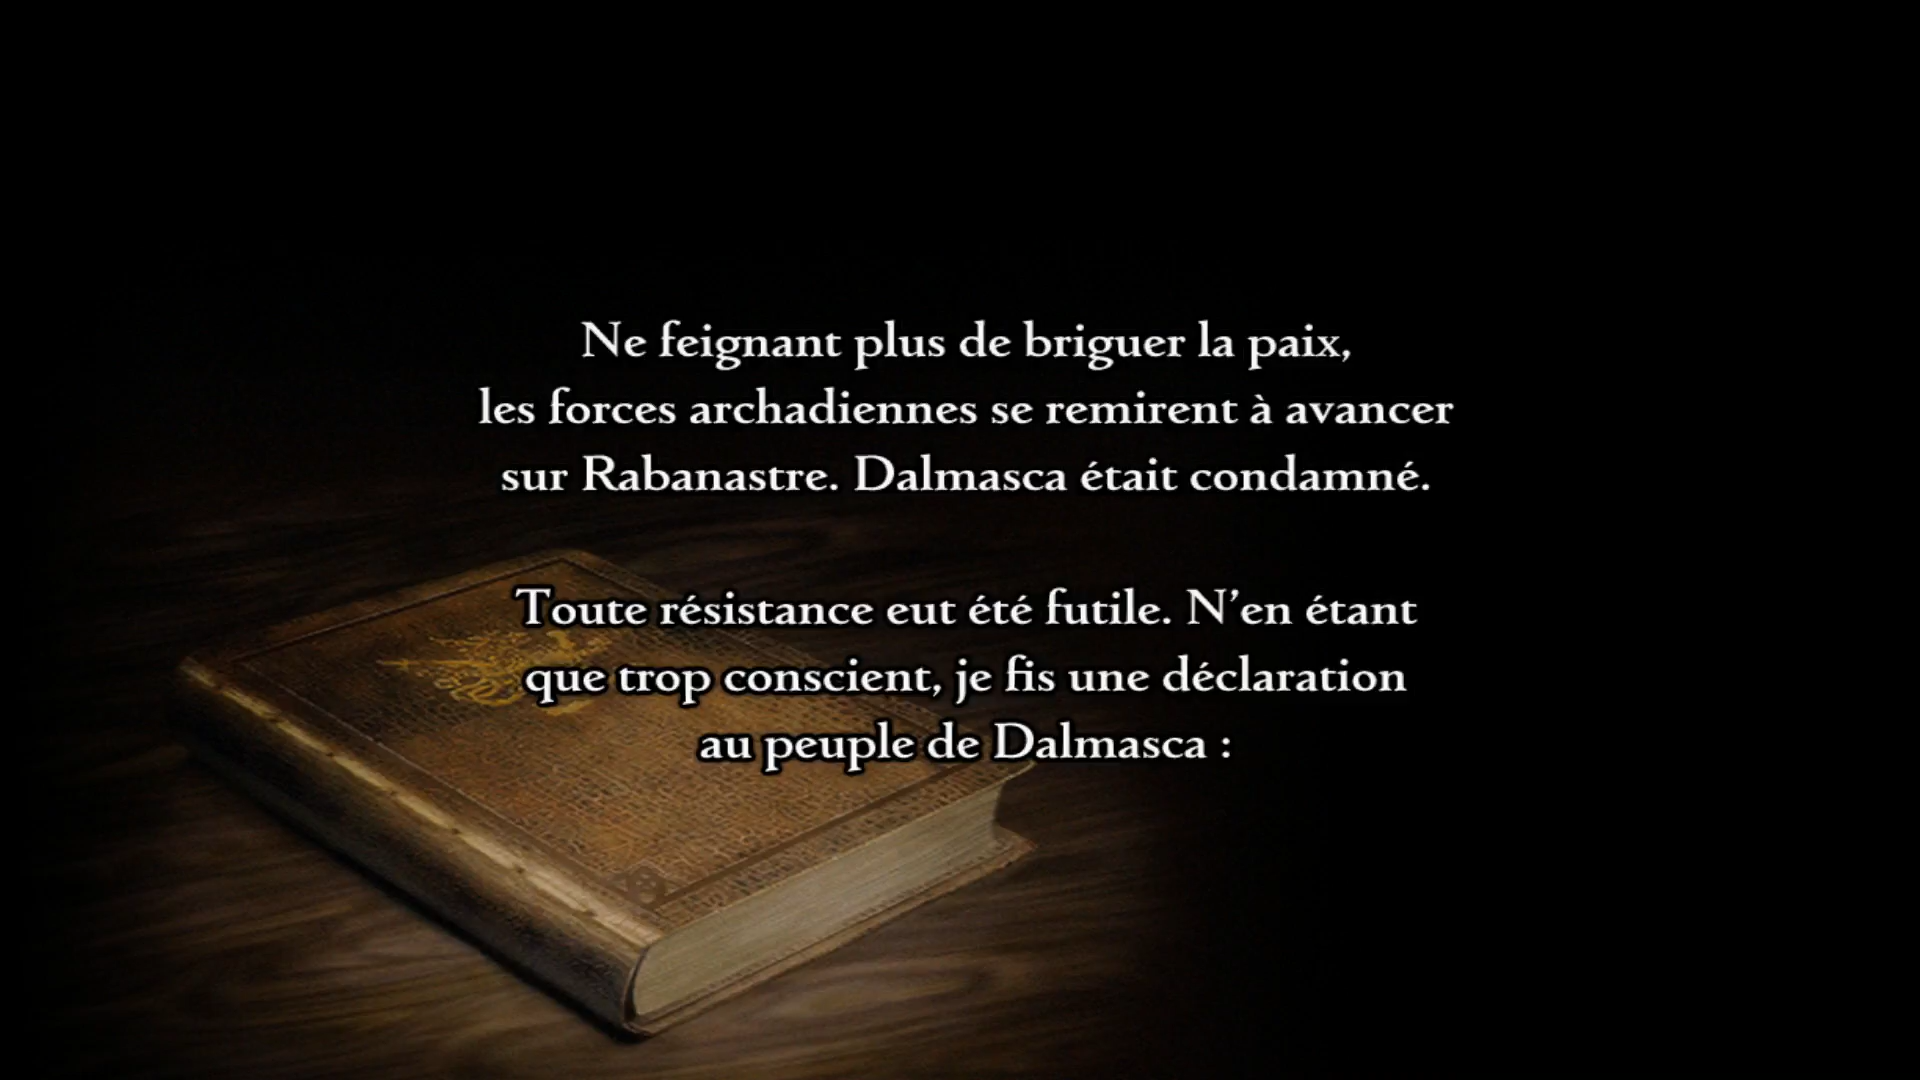 Ne feignant plus de briguer la paix,
les forces archadiennes se remirent à avancer
sur Rabanastre. Dalmasca était condamné.
Toute résistance eut été futile. N’en étant
que trop conscient, je fis une déclaration
au peuple de Dalmasca :